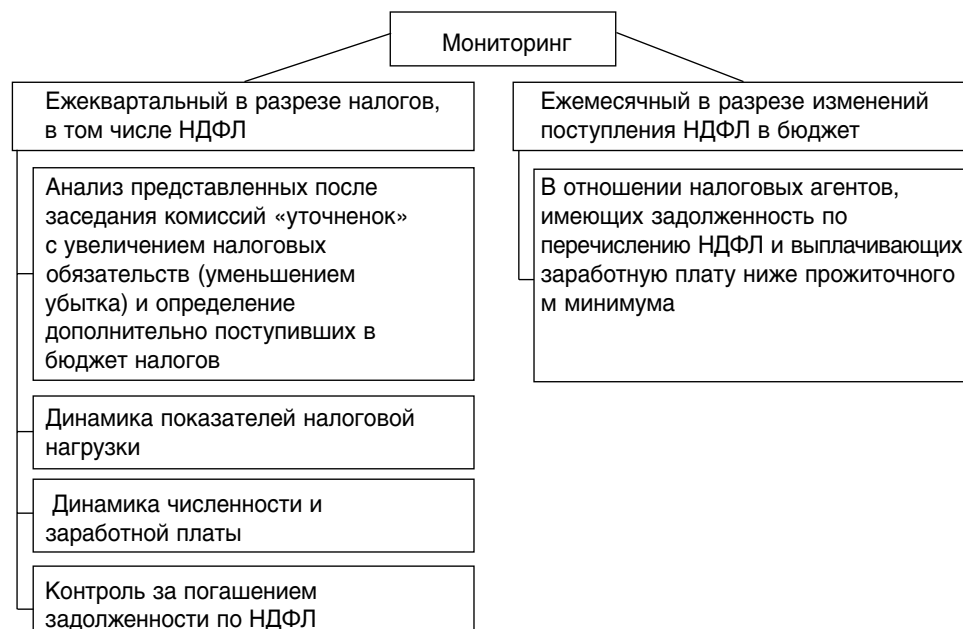 Мониторинг
Ежеквартальный в разрезе налогов,
в том числе НДФЛ
Анализ представленных после
заседания комиссий «уточненок»
с увеличением налоговых
обязательств (уменьшением
убытка) и определение
дополнительно поступивших в
бюджет налогов
Динамика показателей налоговой
нагрузки
Динамика численности и
заработной платы
Контроль за погашением
задолженности по НДФЛ
Ежемесячный в разрезе изменений
поступления НДФЛ в бюджет
В отношении налоговых агентов,
имеющих задолженность по
перечислению НДФЛ и выплачивающих
заработную плату ниже прожиточного
м минимума